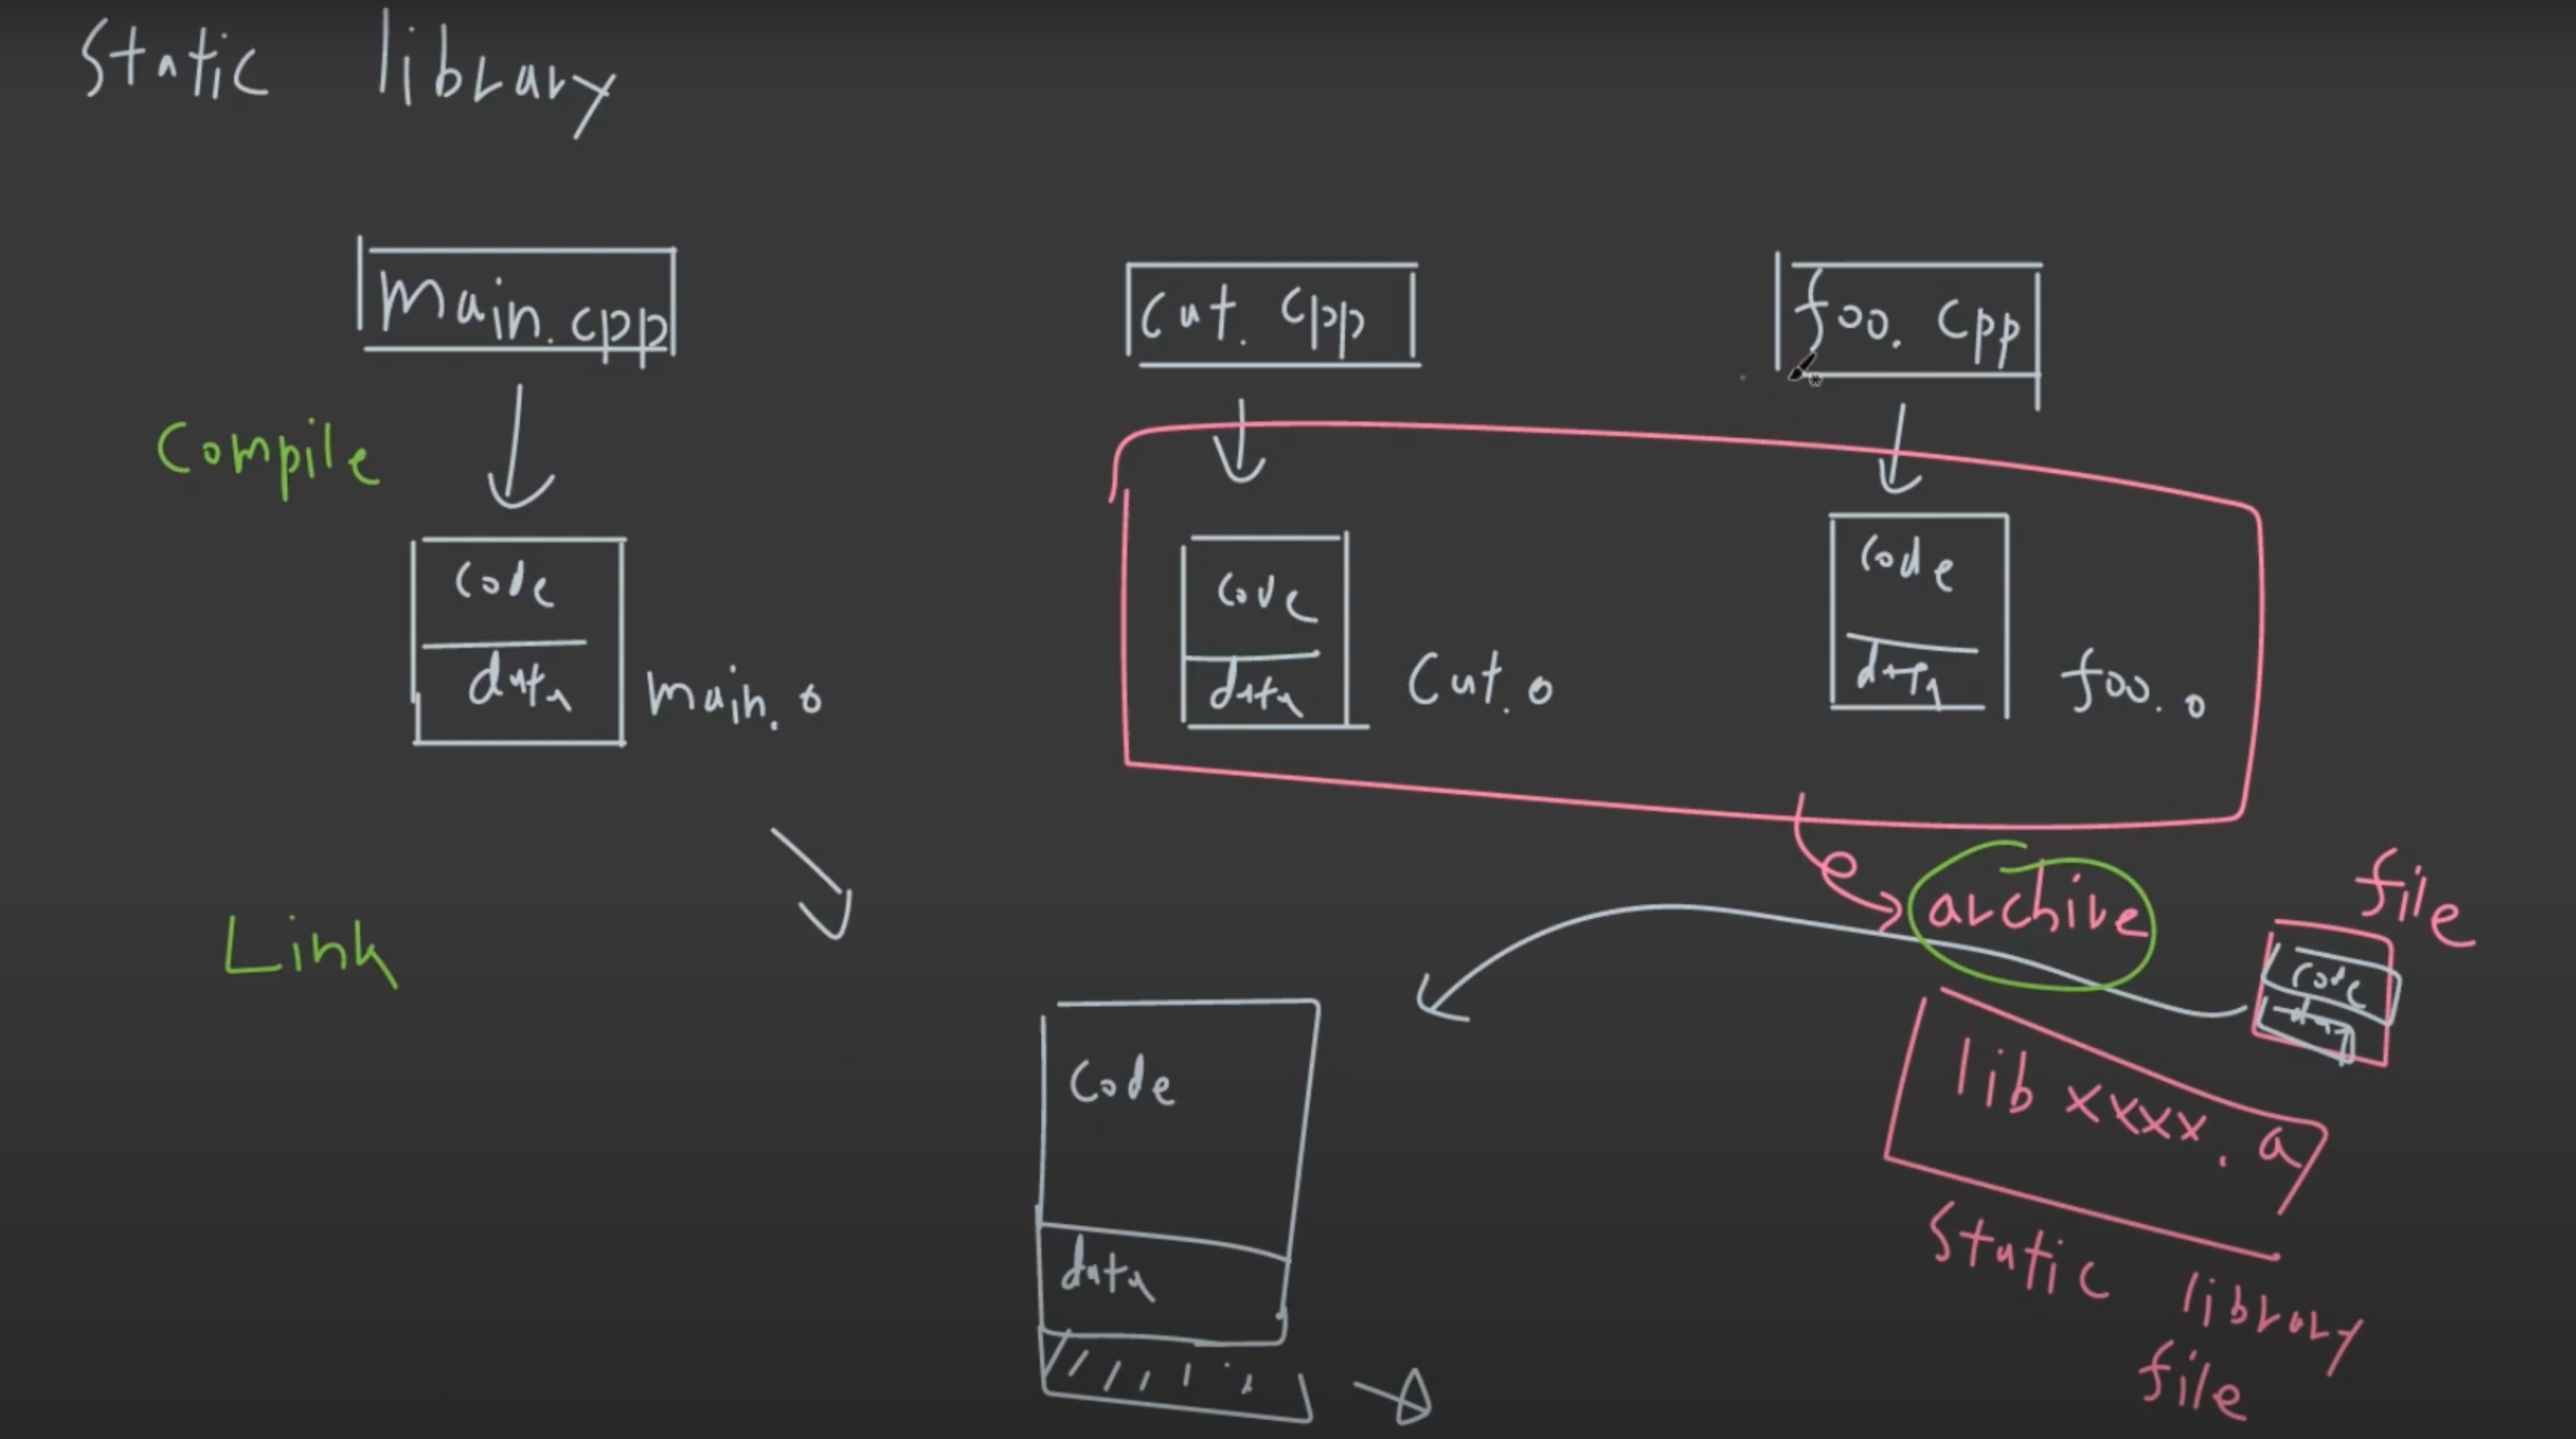 Static library
main.cpp
cut.cpp
foo.cpp
Compile
code
data
main.o
code
data
cut.o
code
data
foo.o
Link
archive
file
code
data
lib xxxx.a
static library
file
code
data